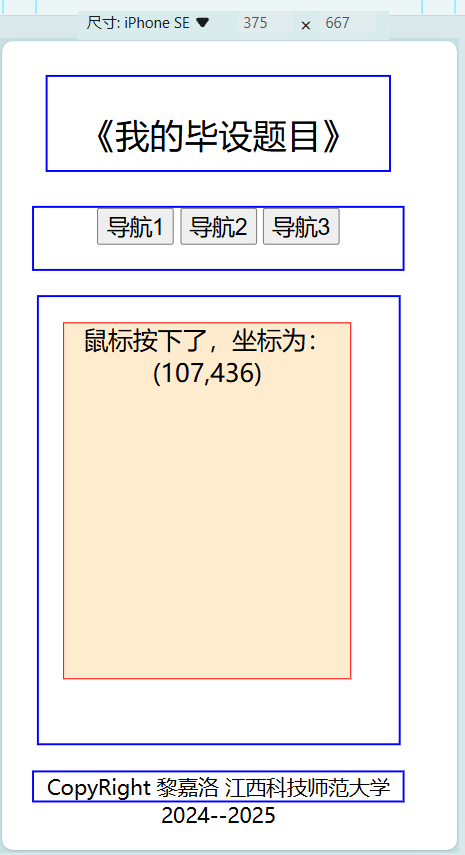 尺寸: iPhone SE ▼ 375 × 667
《我的毕设题目》
导航1 导航2 导航3
鼠标按下了，坐标为：
(107,436)
CopyRight 黎嘉洛 江西科技师范大学
2024--2025